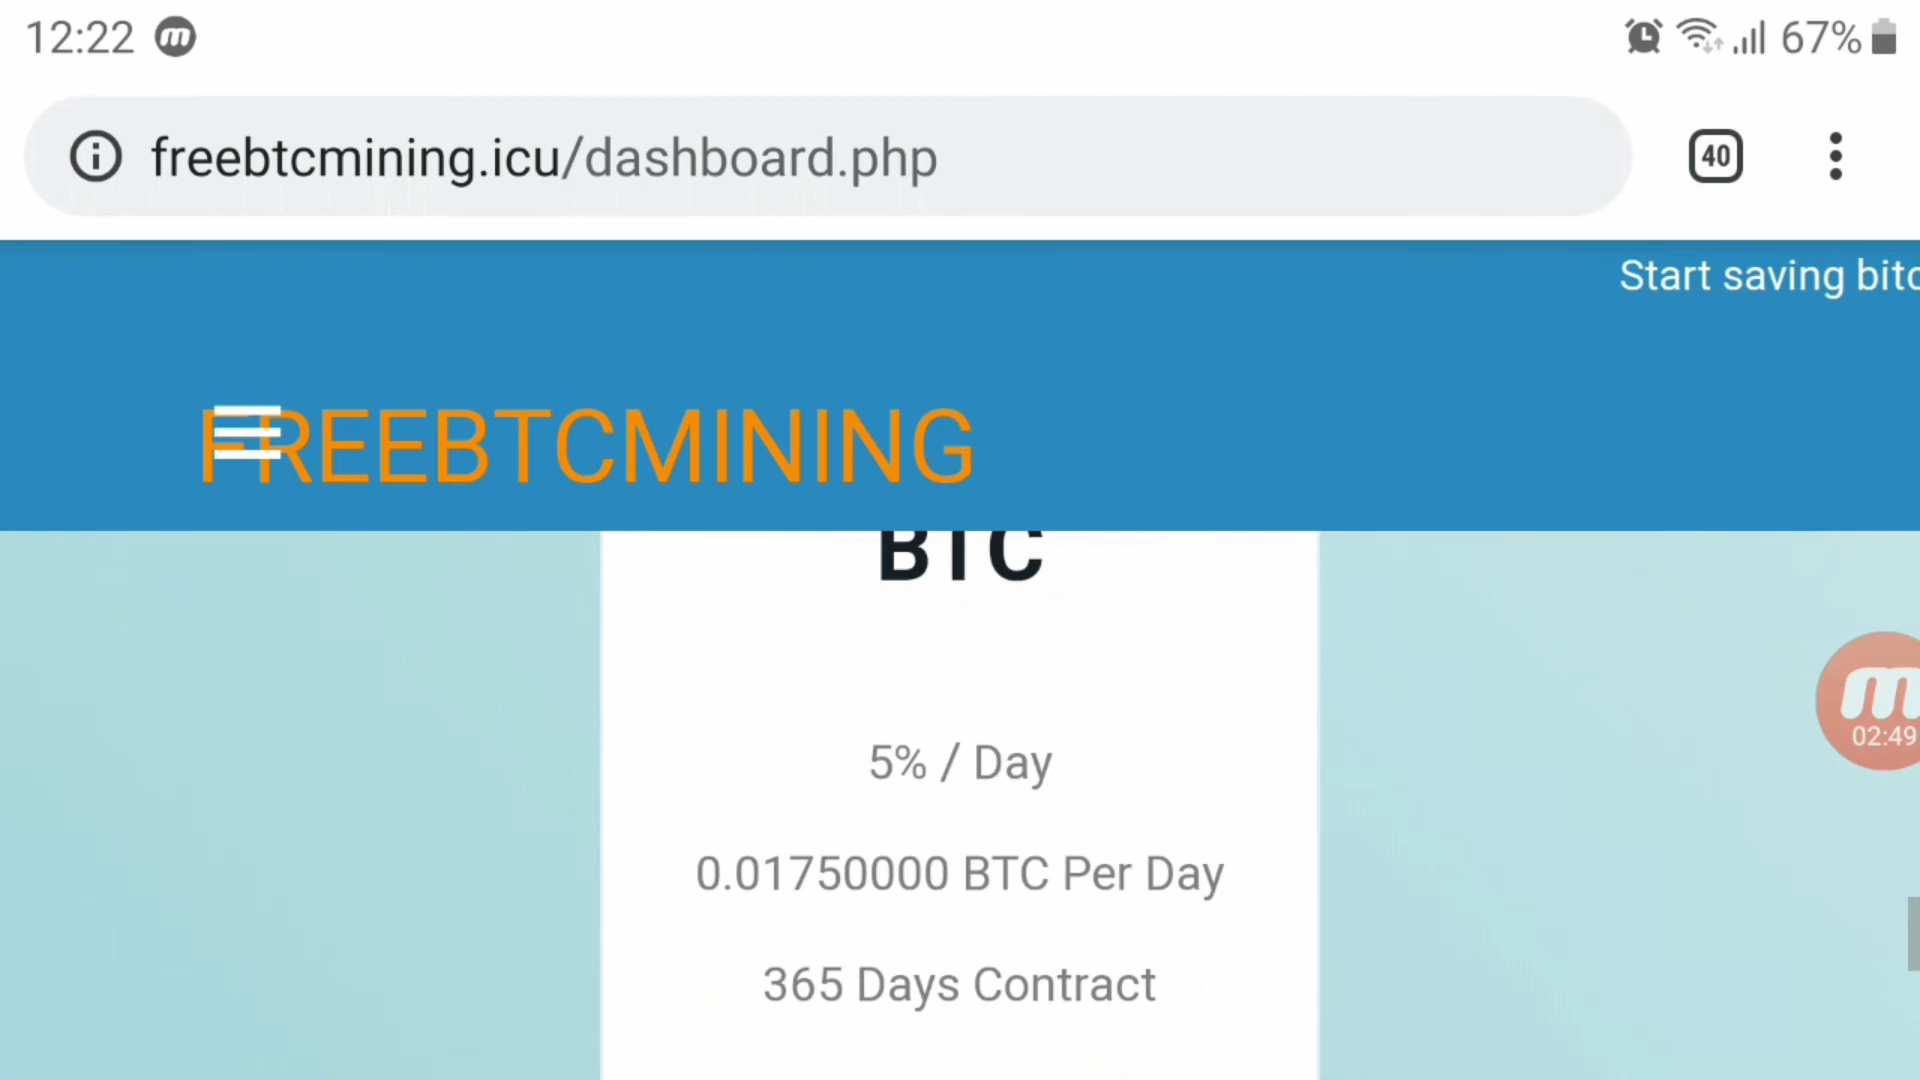 12:22 m 67%
freebtcmining.icu/dashboard.php 40
Start saving bitc
FREEBTCMINING
BTC
5% / Day
0.01750000 BTC Per Day
m
02:49
365 Days Contract